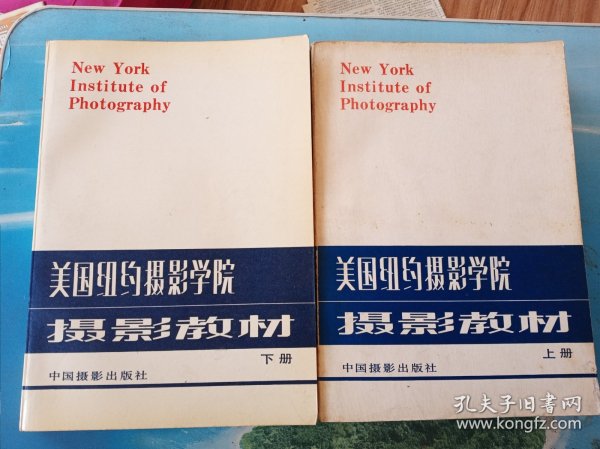 New York
Institute of
Photography
美国纽约摄影学院
摄影教材
下册
中国摄影出版社
New York
Institute of
Photography
美国纽约摄影学院
摄影教材
上册
中国摄影出版社
孔夫子旧书网
www.kongfz.com